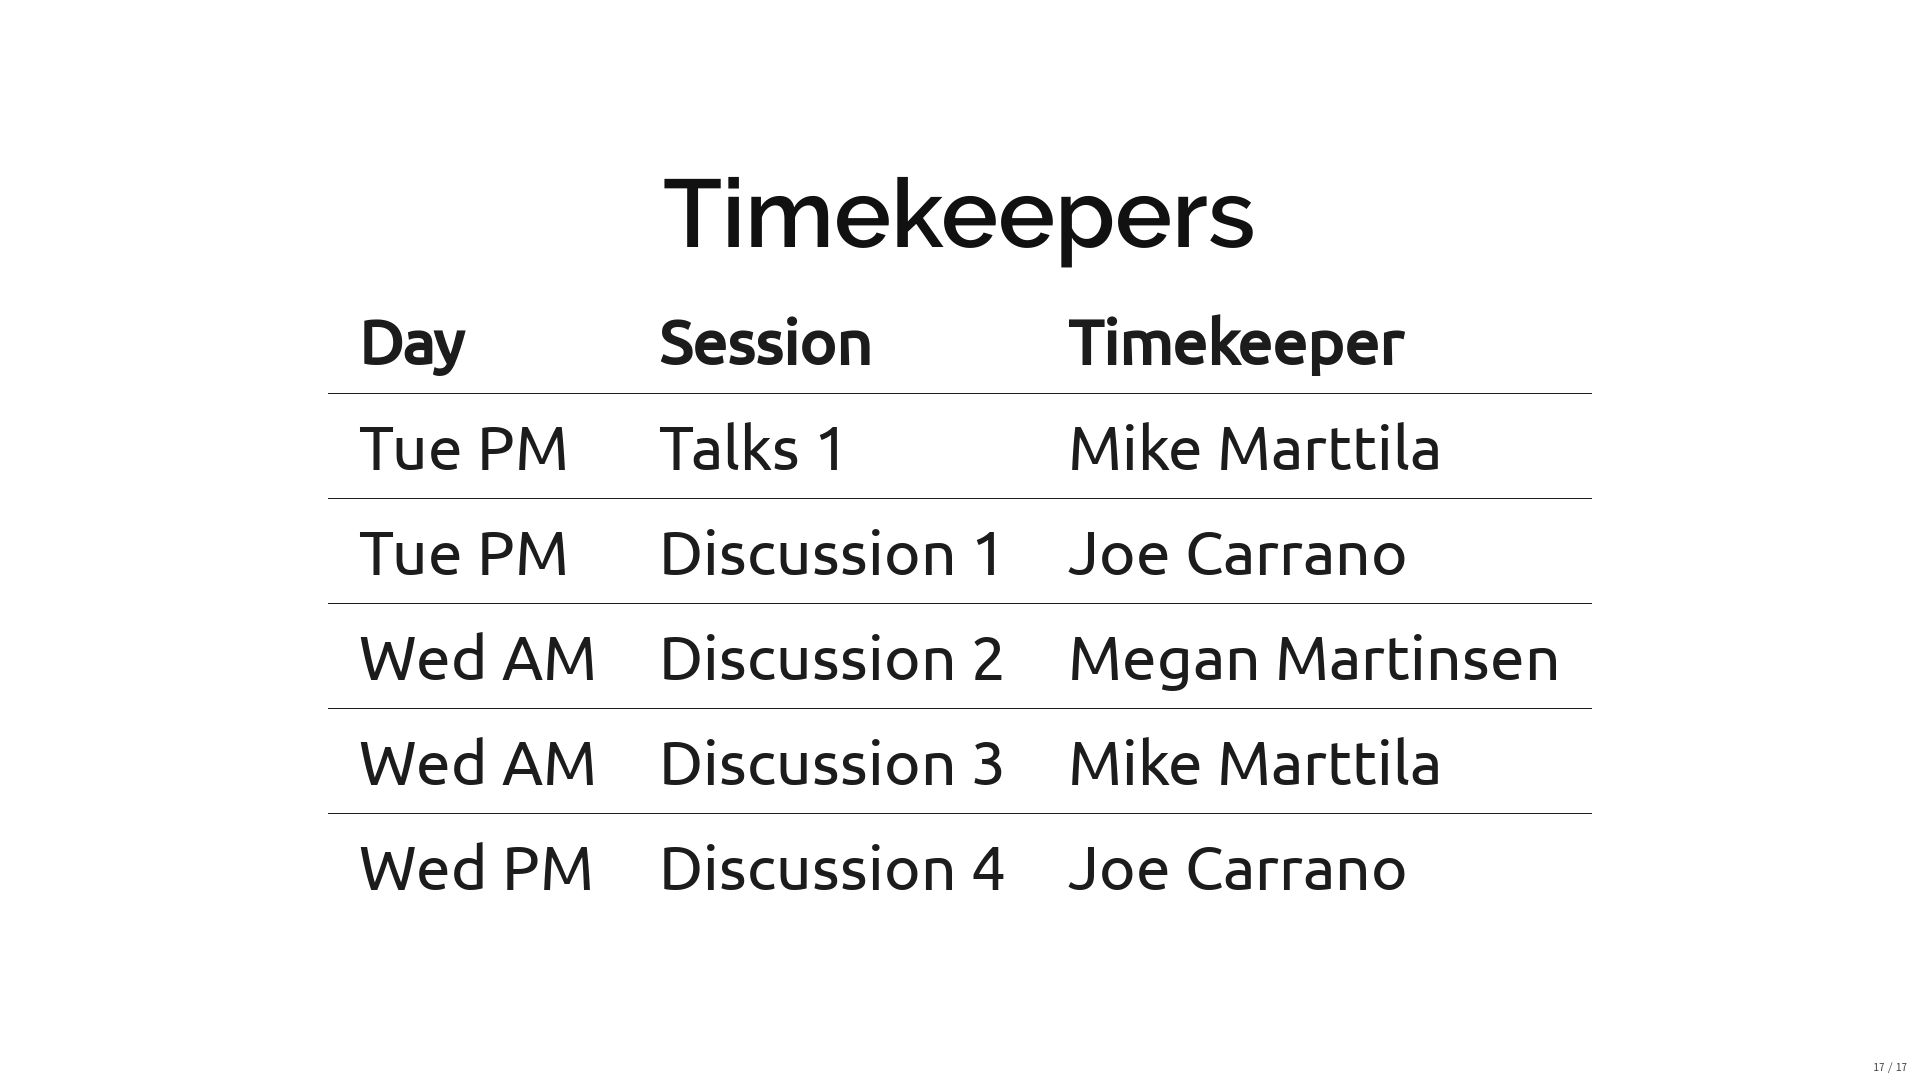 Timekeepers
Day Session Timekeeper
Tue PM Talks 1 Mike Marttila
Tue PM Discussion 1 Joe Carrano
Wed AM Discussion 2 Megan Martinsen
Wed AM Discussion 3 Mike Marttila
Wed PM Discussion 4 Joe Carrano
17 / 17